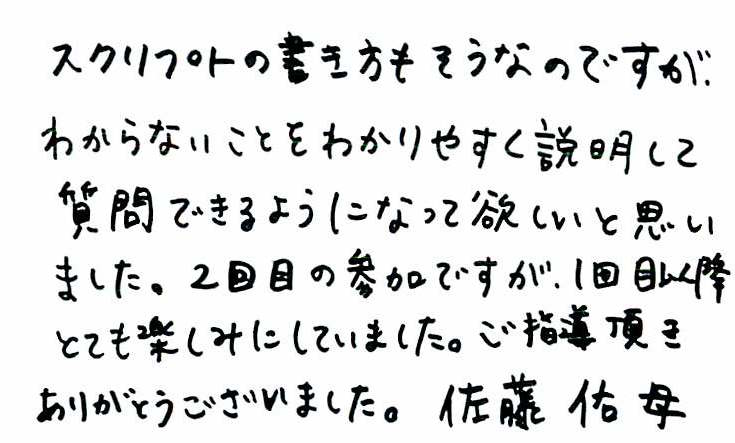 スクリプトの書き方もそうなのですが、
わからないことをわかりやすく説明して
質問できるようになって欲しいと思い
ました。2回目の参加ですが、1回目以降
とても楽しみにしていました。ご指導頂き
ありがとうございました。佐藤佑母